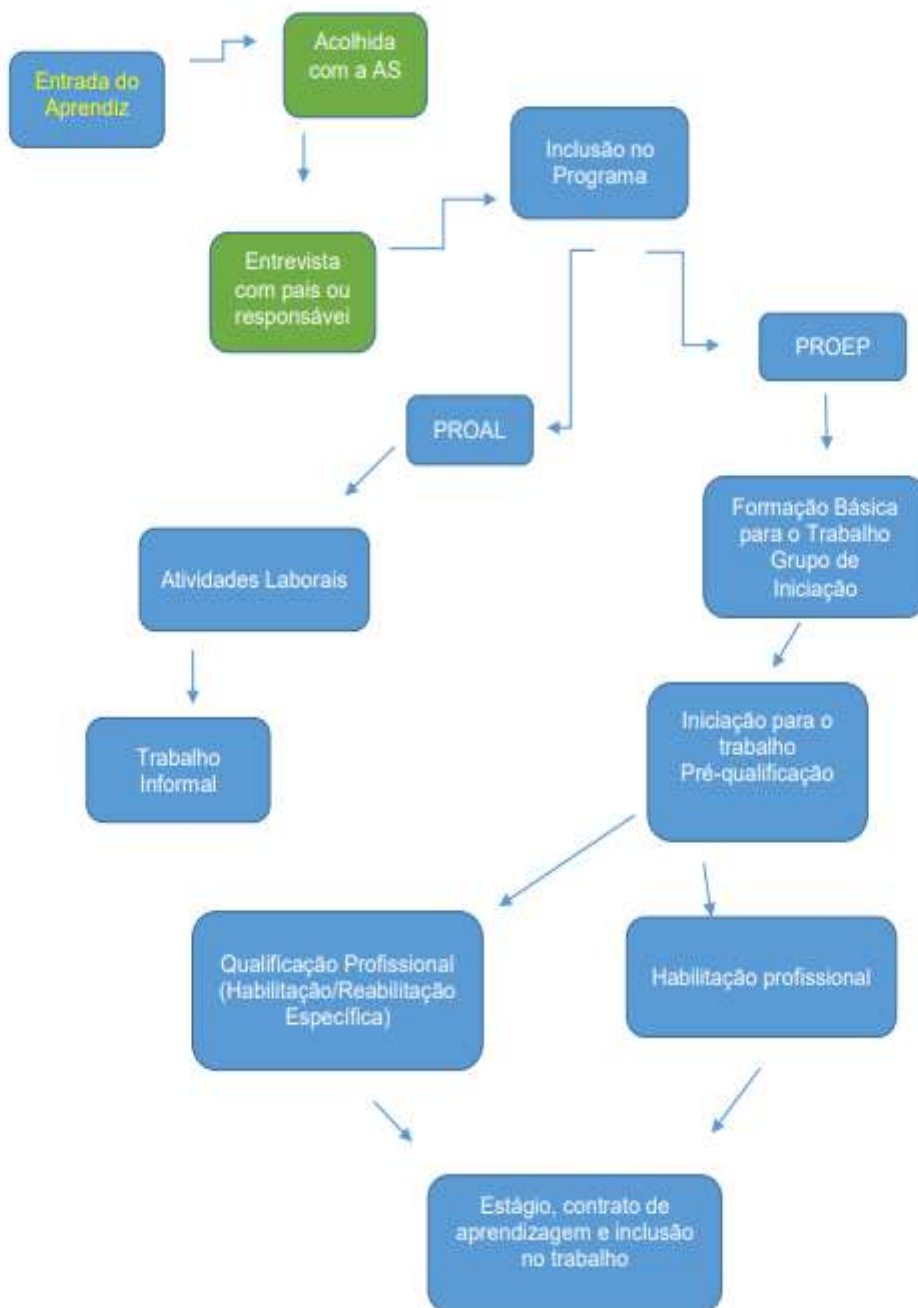 Entrada do
Aprendiz
Acolhida
com a AS
Inclusão no
Programa
Entrevista
com pais ou
responsávei
PROEP
PROAL
Formação Básica
para o Trabalho
Grupo de
Iniciação
Atividades Laborais
Iniciação para o
trabalho
Pré-qualificação
Trabalho
Informal
Qualificação Profissional
(Habilitação/Reabilitação
Específica)
Habilitação profissional
Estágio, contrato de
aprendizagem e inclusão
no trabalho